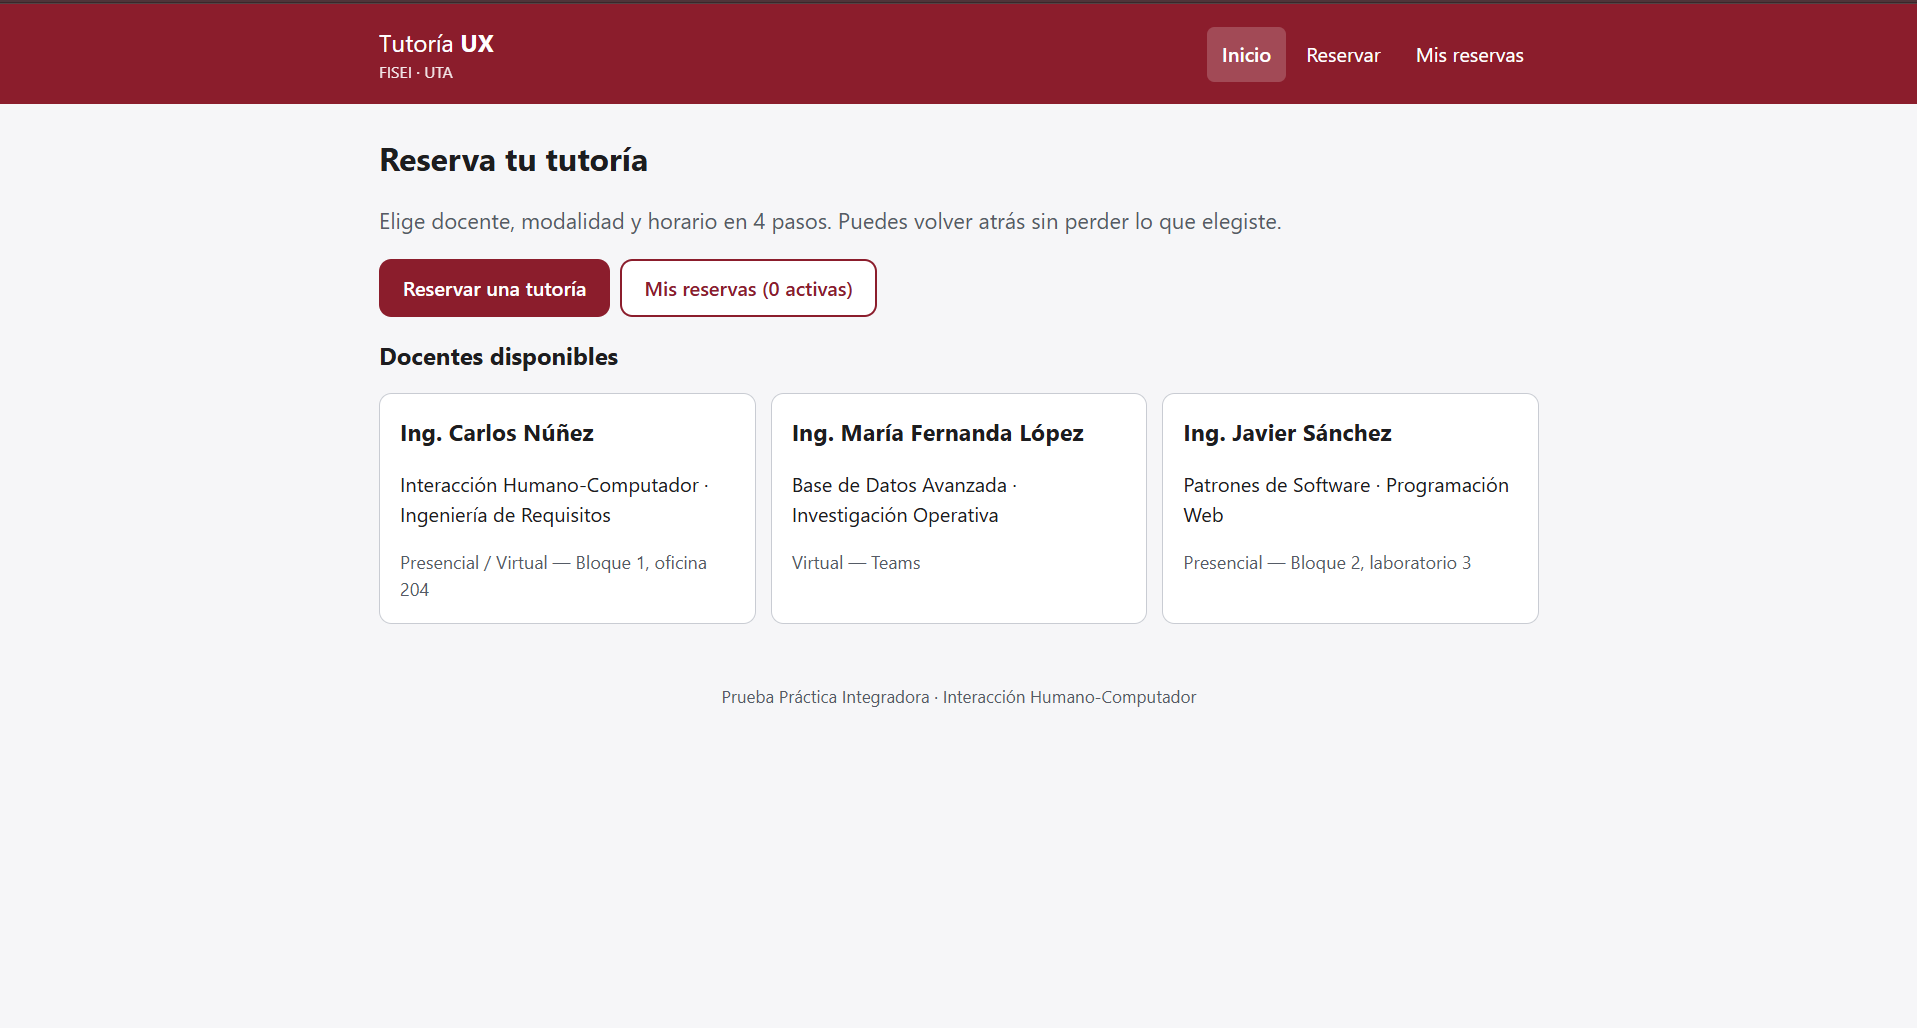 Tutoría UX
FISEI · UTA
Inicio
Reservar
Mis reservas
Reserva tu tutoría
Elige docente, modalidad y horario en 4 pasos. Puedes volver atrás sin perder lo que elegiste.
Reservar una tutoría
Mis reservas (0 activas)
Docentes disponibles
Ing. Carlos Núñez
Interacción Humano-Computador ·
Ingeniería de Requisitos
Presencial / Virtual — Bloque 1, oficina
204
Ing. María Fernanda López
Base de Datos Avanzada ·
Investigación Operativa
Virtual — Teams
Ing. Javier Sánchez
Patrones de Software · Programación
Web
Presencial — Bloque 2, laboratorio 3
Prueba Práctica Integradora · Interacción Humano-Computador